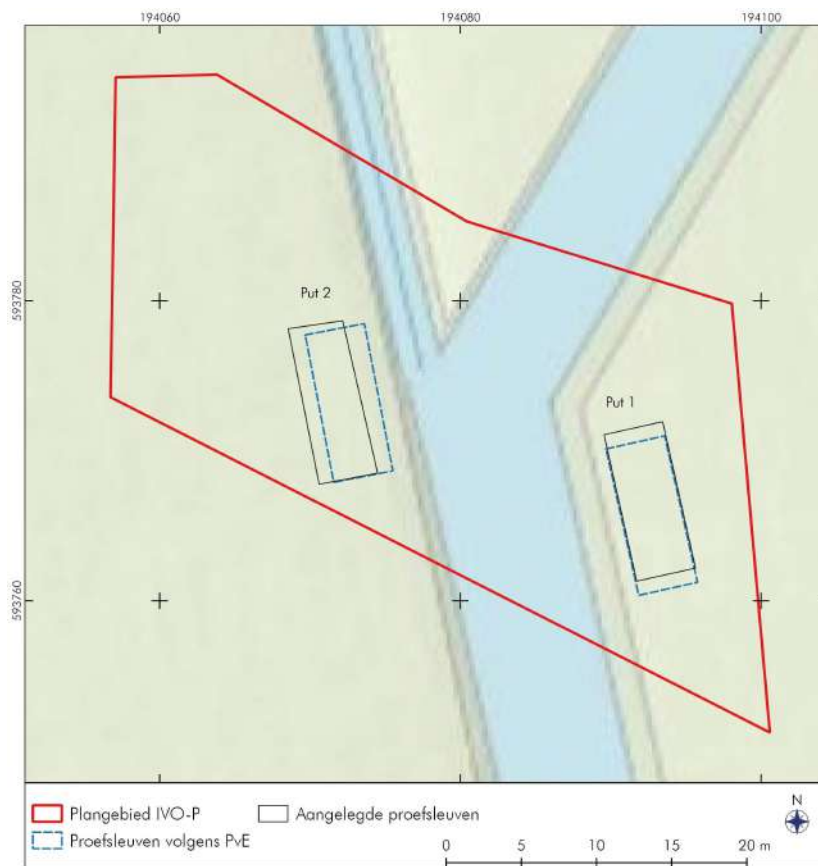 194060 194080 194100
593780
Put 2
Put 1
593760
Plangebied IVO-P Aangelegde proefsleuven
Proefsleuven volgens PvE
N
0 5 10 15 20 m